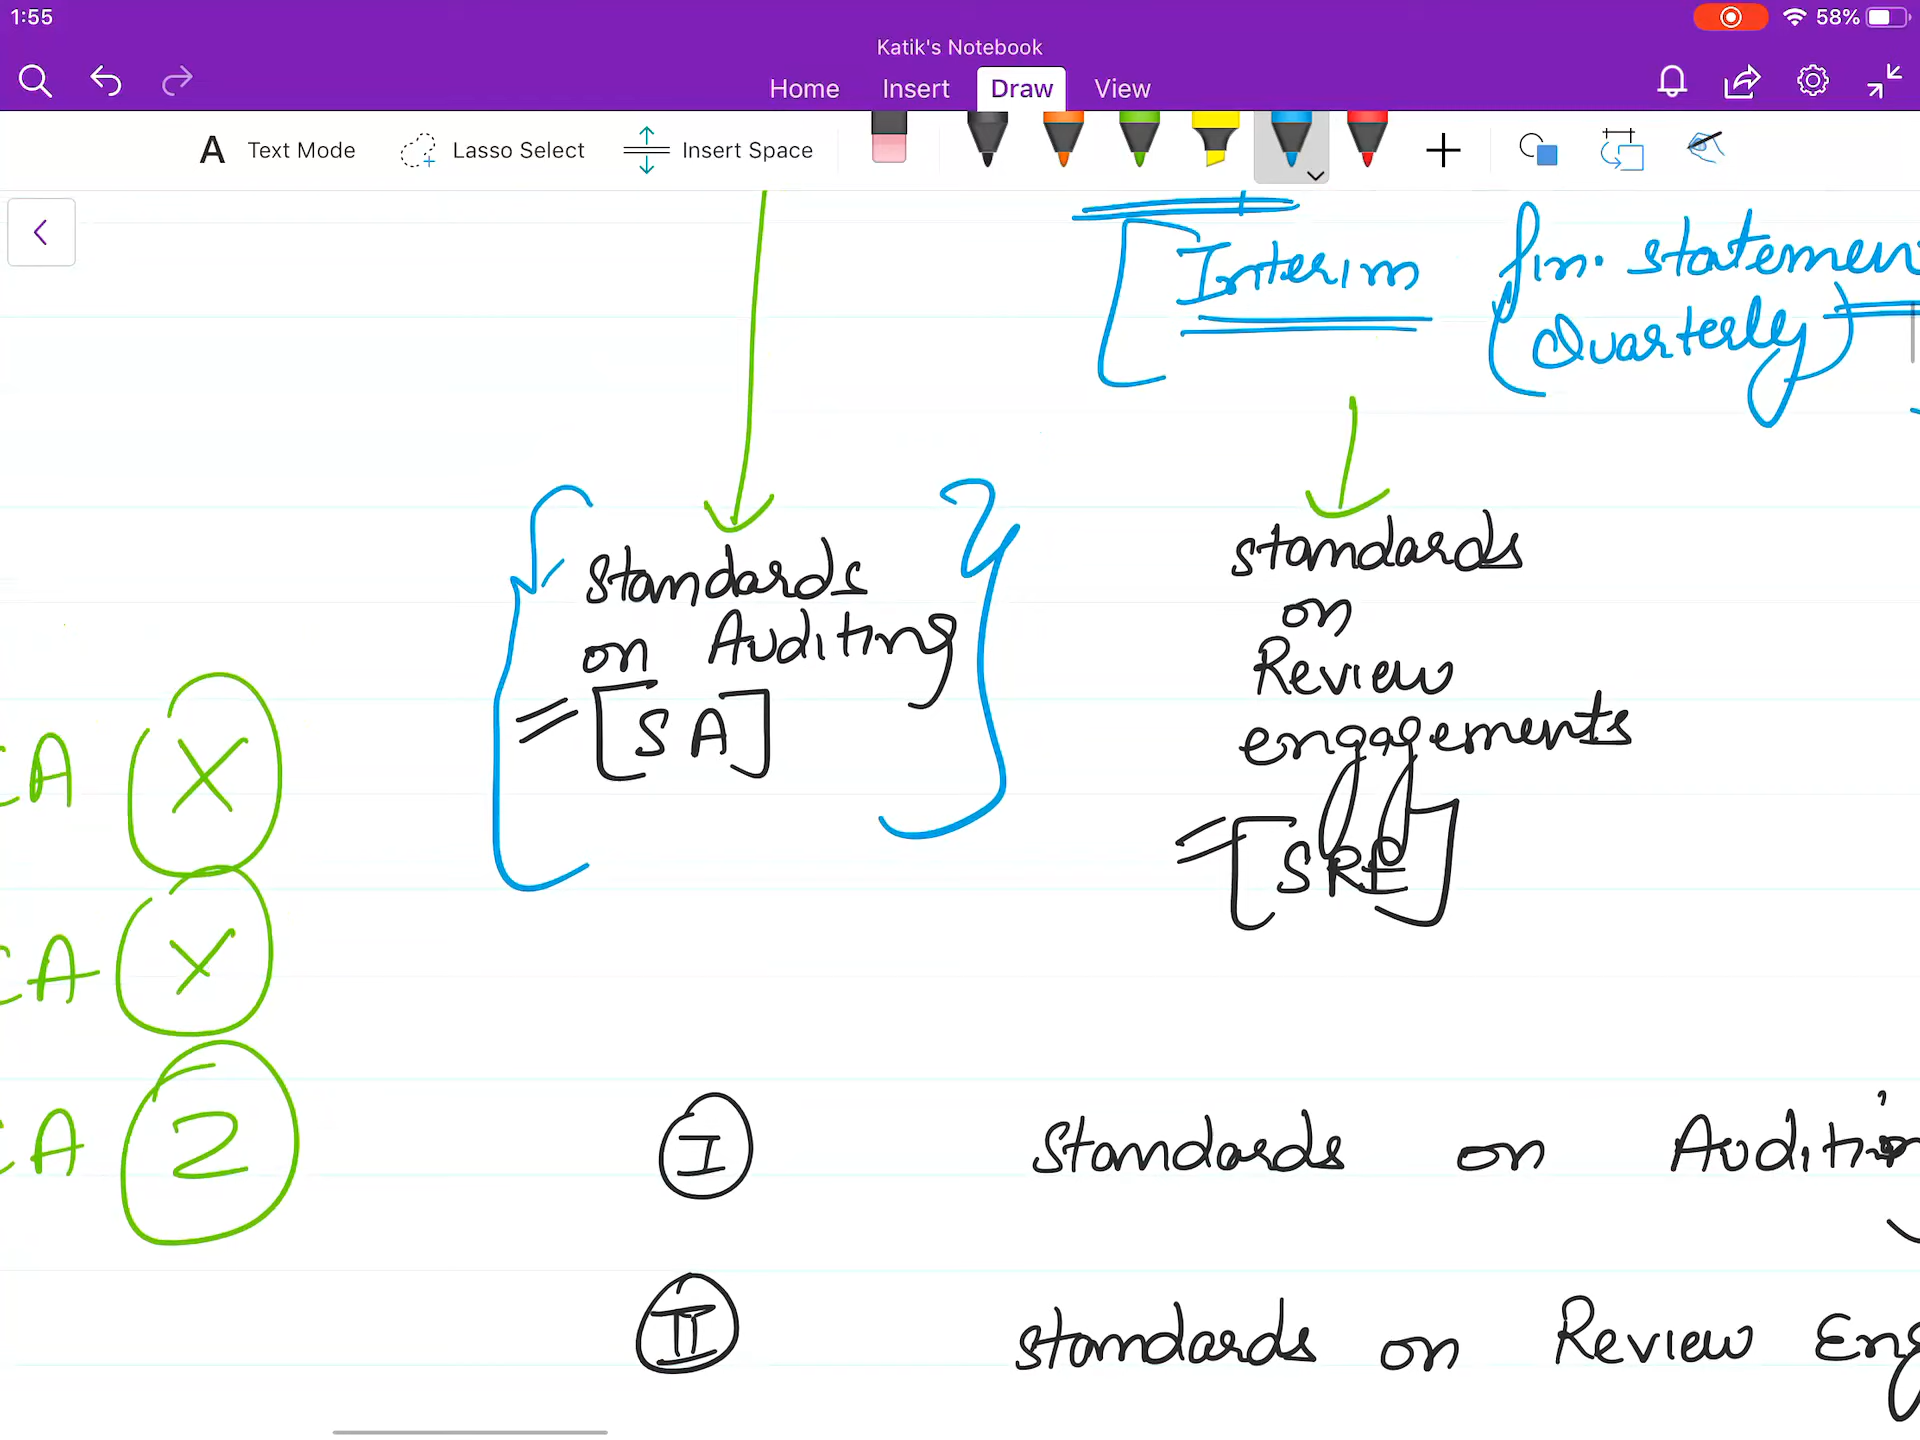 1:55
58%
Katik's Notebook
Home Insert Draw View
A Text Mode Lasso Select Insert Space
Interim fin. statemen
(Quarterly)
Standards
on Auditing
= [SA]
standards
on
Review
engagements
= [SRE]
CA X
CA X
CA 2
I Standards on Auditin
II standards on Review Eng